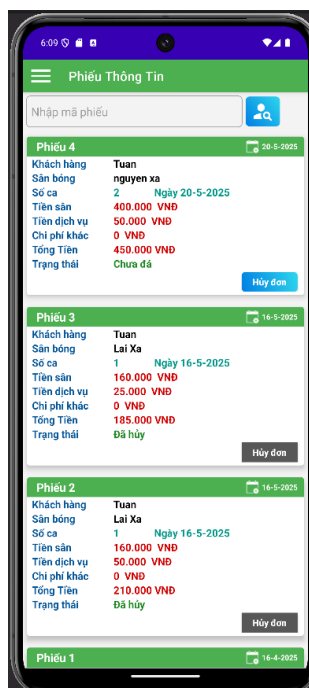 6:09
Phiếu Thông Tin
Nhập mã phiếu
Phiếu 4 20-5-2025
Khách hàng Tuan
Sân bóng nguyen xa
Số ca 2 Ngày 20-5-2025
Tiền sân 400.000 VNĐ
Tiền dịch vụ 50.000 VNĐ
Chi phí khác 0 VNĐ
Tổng Tiền 450.000 VNĐ
Trạng thái Chưa đá
Hủy đơn
Phiếu 3 16-5-2025
Khách hàng Tuan
Sân bóng Lai Xa
Số ca 1 Ngày 16-5-2025
Tiền sân 160.000 VNĐ
Tiền dịch vụ 25.000 VNĐ
Chi phí khác 0 VNĐ
Tổng Tiền 185.000 VNĐ
Trạng thái Đã hủy
Hủy đơn
Phiếu 2 16-5-2025
Khách hàng Tuan
Sân bóng Lai Xa
Số ca 1 Ngày 16-5-2025
Tiền sân 160.000 VNĐ
Tiền dịch vụ 50.000 VNĐ
Chi phí khác 0 VNĐ
Tổng Tiền 210.000 VNĐ
Trạng thái Đã hủy
Hủy đơn
Phiếu 1 16-4-2025